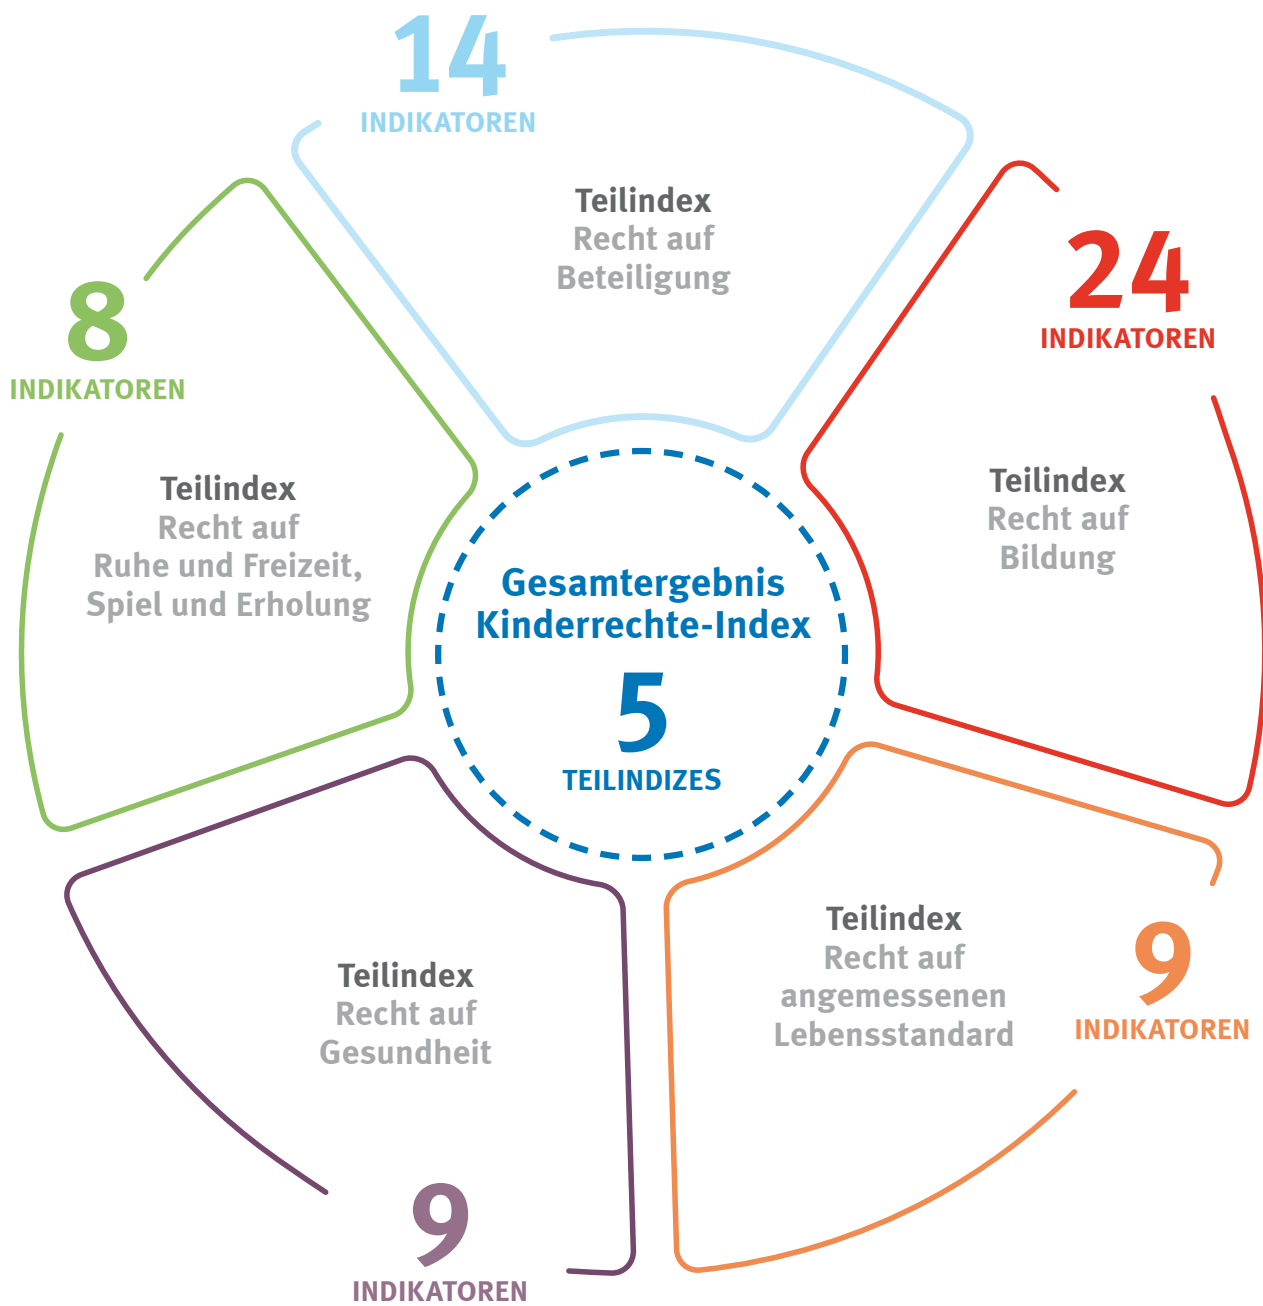 14
INDIKATOREN
Teilindex
Recht auf
Beteiligung
24
INDIKATOREN
Teilindex
Recht auf
Bildung
8
INDIKATOREN
Teilindex
Recht auf
Ruhe und Freizeit,
Spiel und Erholung
Gesamtergebnis
Kinderrechte-Index
5
TEILINDIZES
Teilindex
Recht auf
angemessenen
Lebensstandard
9
INDIKATOREN
Teilindex
Recht auf
Gesundheit
9
INDIKATOREN